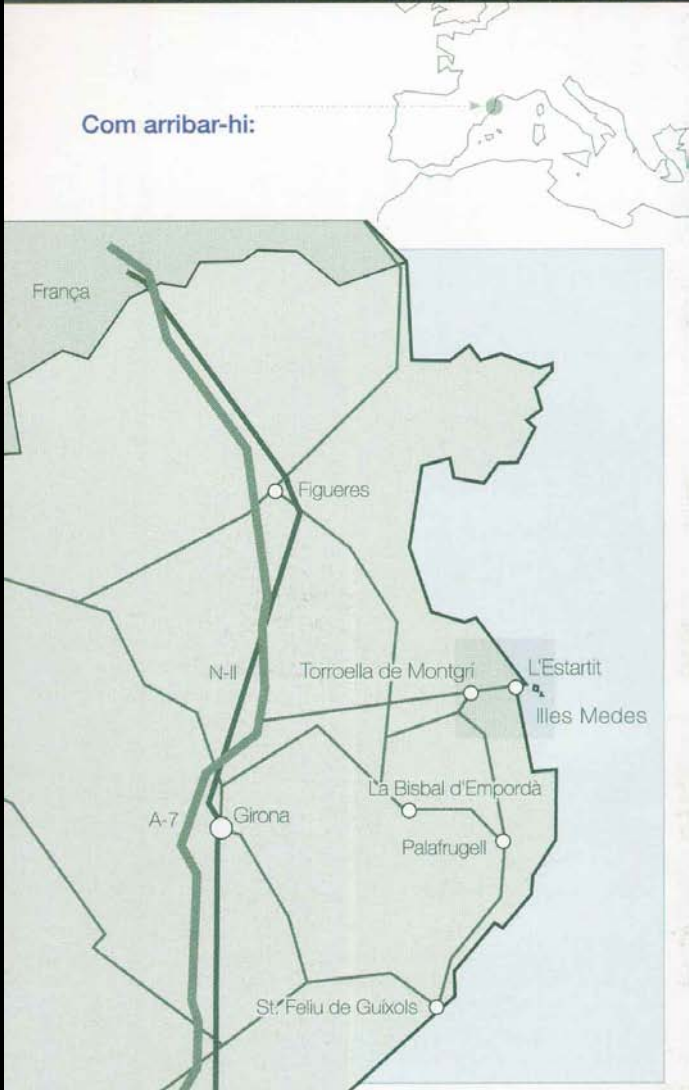 Com arribar-hi:
França
Figueres
N-II
Torroella de Montgrí
L'Estartit
Illes Medes
La Bisbal d'Empordà
A-7
Girona
Palafrugell
St. Feliu de Guíxols